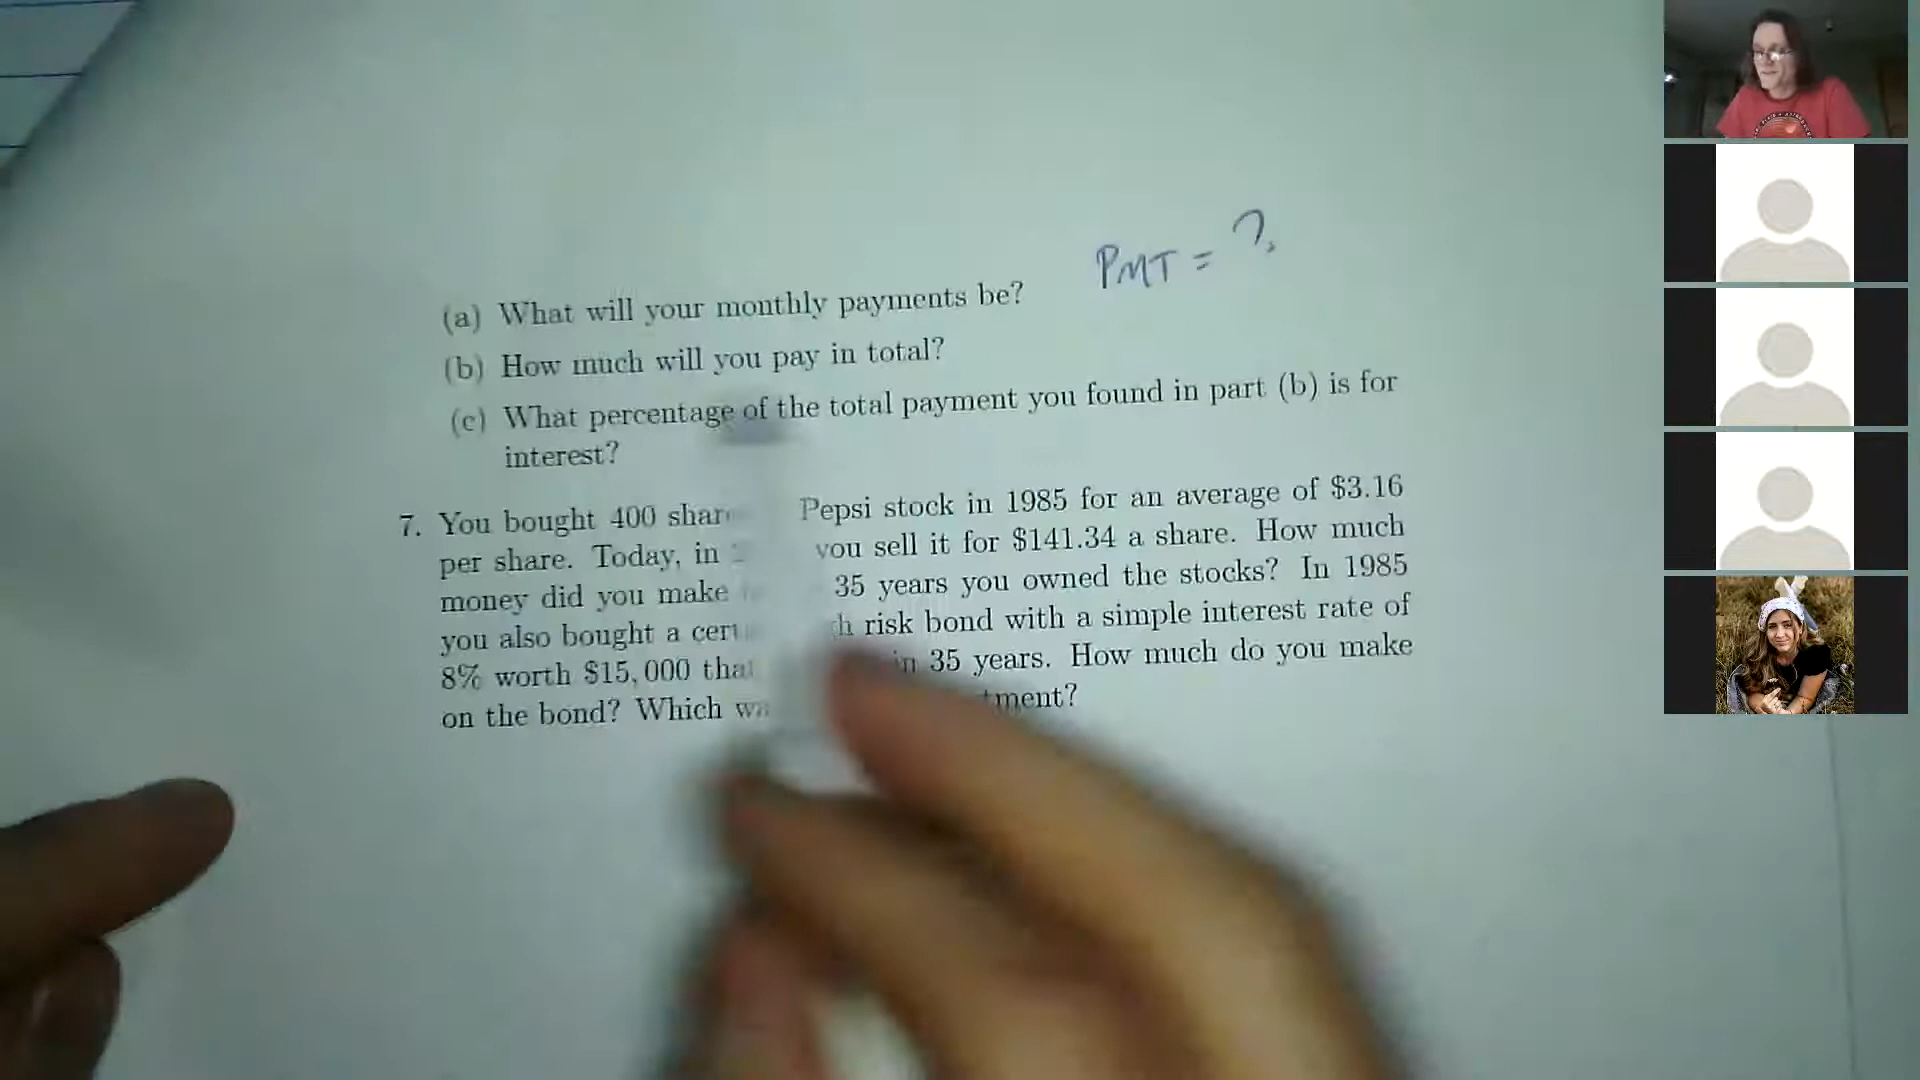 PMT = ?
(a) What will your monthly payments be?
(b) How much will you pay in total?
(c) What percentage of the total payment you found in part (b) is for
interest?
7. You bought 400 Pepsi stock in 1985 for an average of $3.16
per share. Today, in you sell it for $141.34 a share. How much
money did you make 35 years you owned the stocks? In 1985
you also bought a risk bond with a simple interest rate of
8% worth $15,000 in 35 years. How much do you make
on the bond? Which